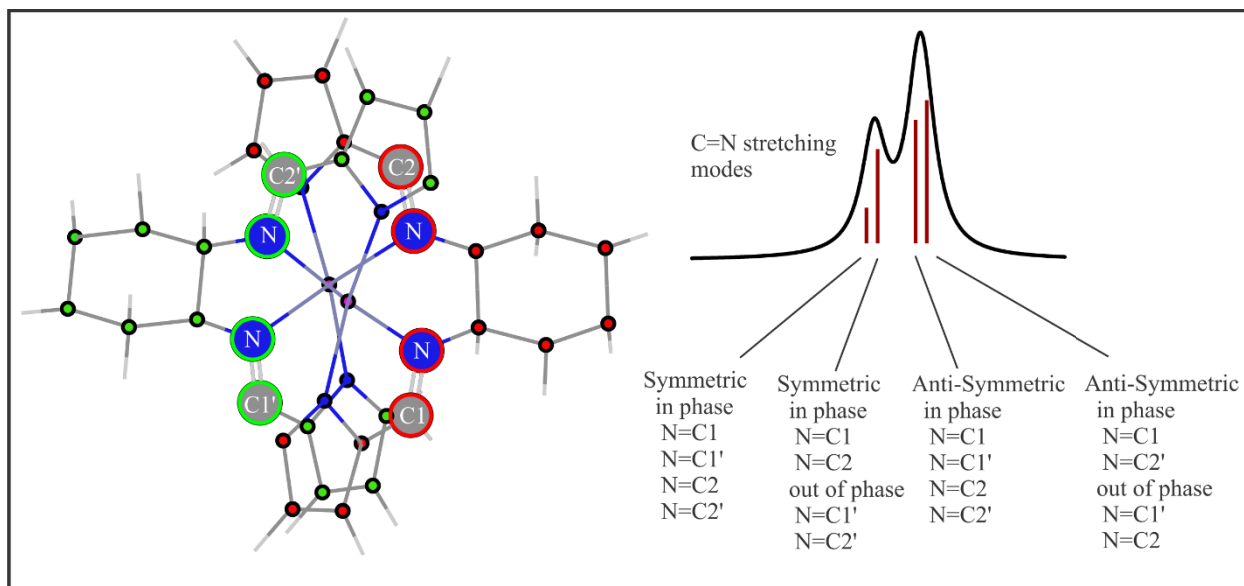 C2'
C2
N
N
N
N
C1'
C1
C=N stretching
modes
Symmetric
in phase
N=C1
N=C1'
N=C2
N=C2'
Symmetric
in phase
N=C1
N=C2
out of phase
N=C1'
N=C2'
Anti-Symmetric
in phase
N=C1
N=C1'
N=C2
N=C2'
Anti-Symmetric
in phase
N=C1
N=C2'
out of phase
N=C1'
N=C2